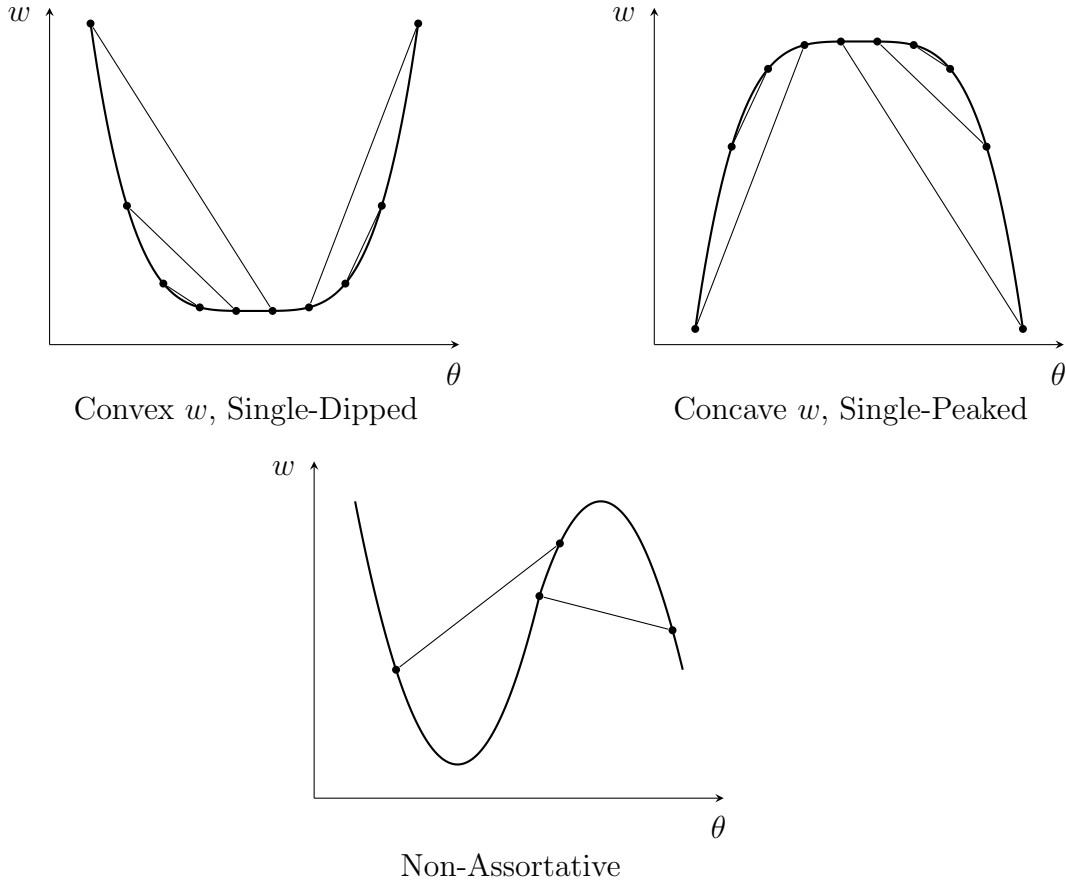 w
θ
Convex w, Single-Dipped
w
θ
Concave w, Single-Peaked
w
θ
Non-Assortative